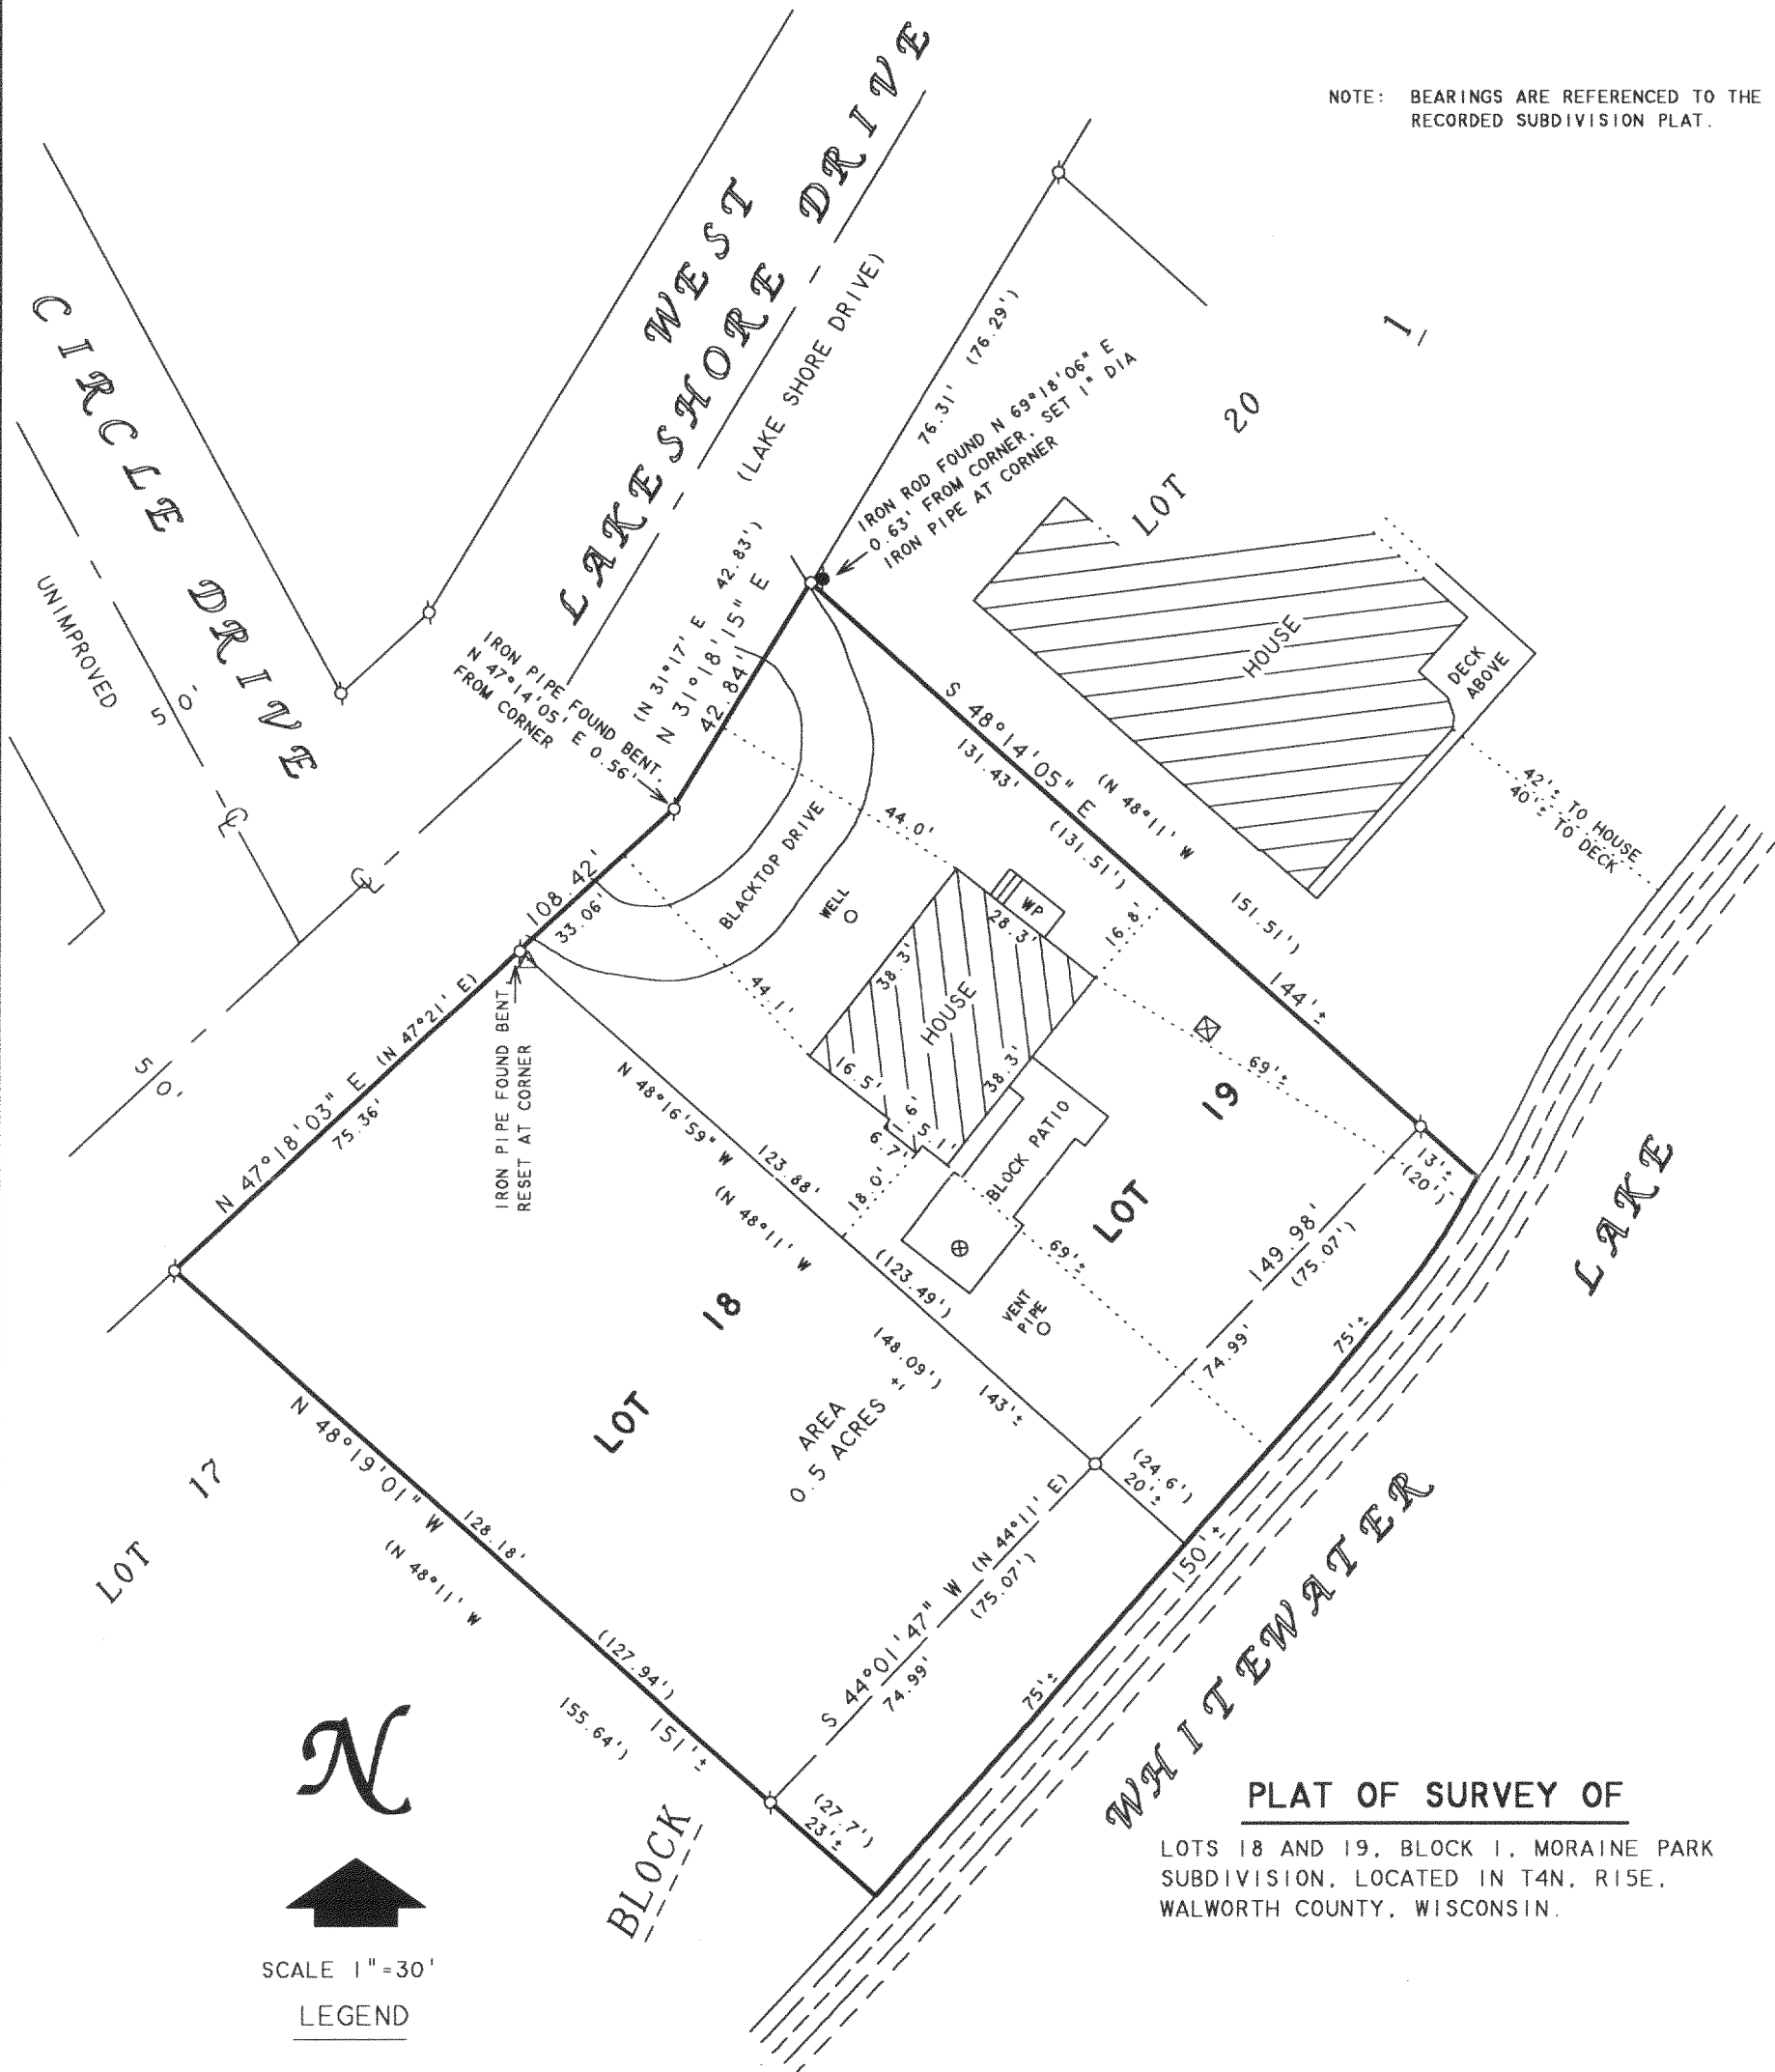 NOTE: BEARINGS ARE REFERENCED TO THE
RECORDED SUBDIVISION PLAT.
CIRCLE DRIVE
UNIMPROVED
50'
WEST
LAKESHORE DRIVE
(LAKE SHORE DRIVE)
76.31' (76.29')
1
20
LOT
IRON ROD FOUND N 69°18'06" E
0.63' FROM CORNER, SET 1" DIA
IRON PIPE AT CORNER
IRON PIPE FOUND BENT,
N 47°14'05' E 0.56'
FROM CORNER
(N 31°17' E 42.83')
N 31°18'15" E
42.84'
HOUSE
DECK
ABOVE
42'± TO HOUSE
40'± TO DECK
S 48°14'05" E
131.43'
(N 48°11' W
(131.51')
151.51')
144'±
44.0'
BLACKTOP DRIVE
WELL
108.42'
33.06'
WP
28.3'
16.8'
38.3'
HOUSE
38.3'
44.1'
16.5'
1.6'
5.1'
6.7'
18.0'
BLOCK PATIO
69'±
19
LOT
13'±
(20')
50'
N 47°18'03" E (N 47°21' E)
75.36'
IRON PIPE FOUND BENT,
RESET AT CORNER
N 48°16'59" W
123.88'
(N 48°11' W
(123.49')
148.09')
143'±
VENT
PIPE
69'±
149.98'
(75.07')
74.99'
75'±
LOT 18
AREA
0.5 ACRES ±
(24.6')
20'±
150'±
LOT 17
N 48°19'01" W
128.18'
(N 48°11' W
(127.94')
155.64')
151'±
S 44°01'47" W (N 44°11' E)
74.99'
(75.07')
75'±
(27.7')
23'±
BLOCK
WHITEWATER
LAKE
N
SCALE 1"=30'
LEGEND
PLAT OF SURVEY OF
LOTS 18 AND 19, BLOCK 1, MORAINE PARK
SUBDIVISION, LOCATED IN T4N, R15E,
WALWORTH COUNTY, WISCONSIN.